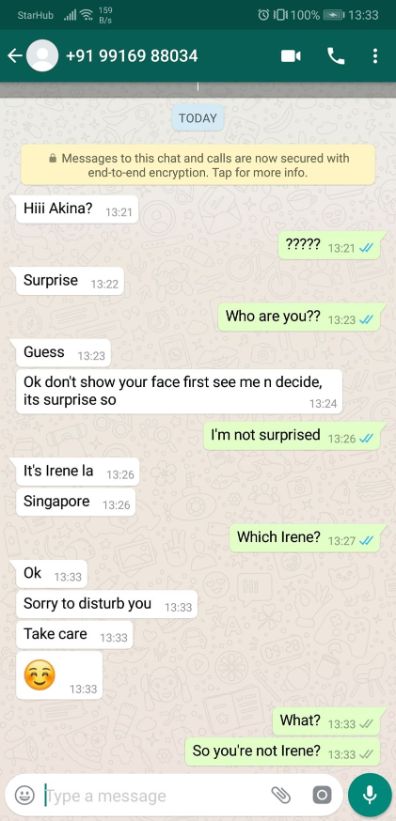 StarHub 159 B/s 100% 13:33
+91 99169 88034
TODAY
Messages to this chat and calls are now secured with
end-to-end encryption. Tap for more info.
Hiii Akina? 13:21
????? 13:21
Surprise 13:22
Who are you?? 13:23
Guess 13:23
Ok don't show your face first see me n decide,
its surprise so 13:24
I'm not surprised 13:26
It's Irene la 13:26
Singapore 13:26
Which Irene? 13:27
Ok 13:33
Sorry to disturb you 13:33
Take care 13:33
☺️ 13:33
What? 13:33
So you're not Irene? 13:33
Type a message